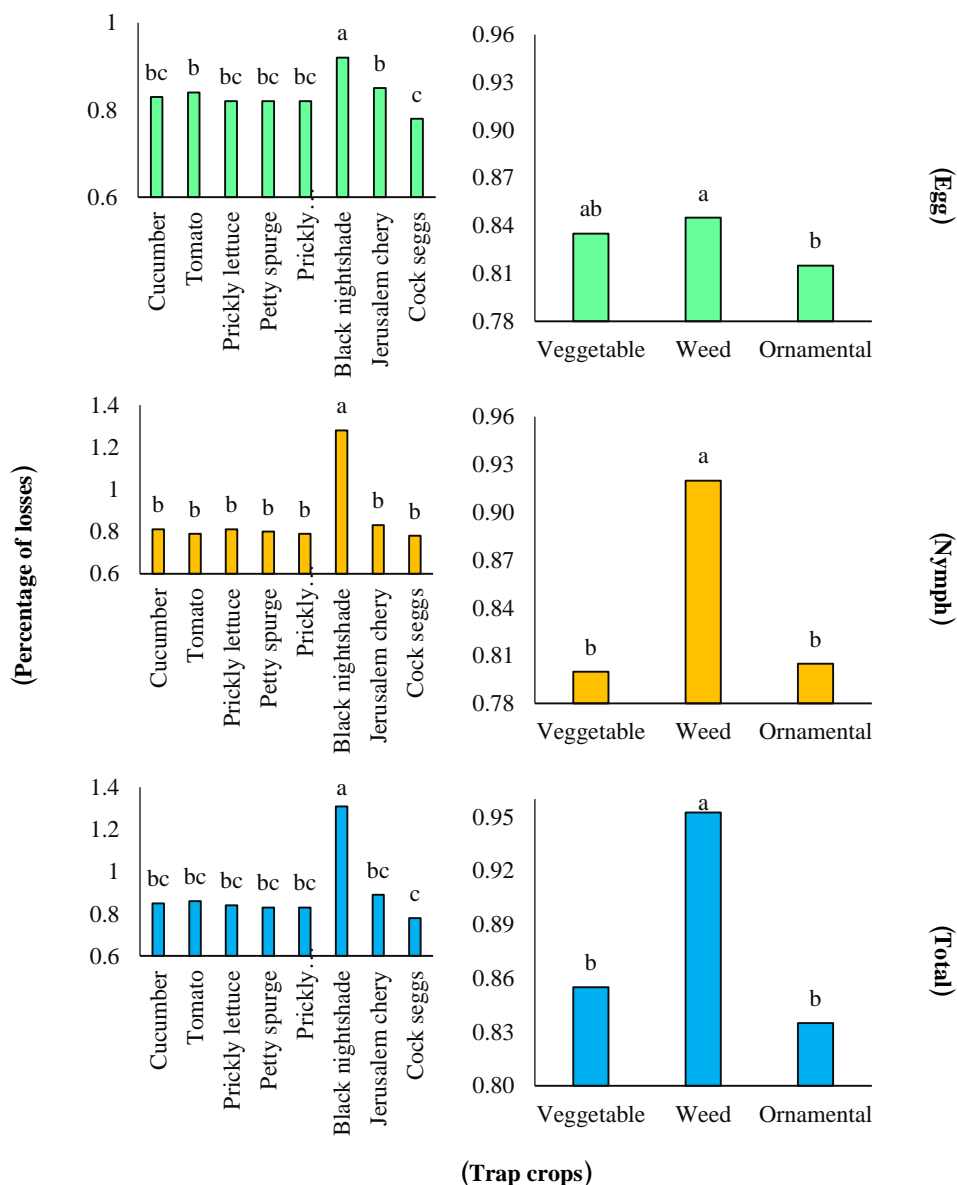 1
0.8
0.6
bc
b
bc
bc
bc
a
b
c
Cucumber
Tomato
Prickly lettuce
Petty spurge
Prickly…
Black nightshade
Jerusalem chery
Cock seggs
0.96
0.93
0.90
0.87
0.84
0.81
0.78
ab
a
b
Veggetable
Weed
Ornamental
(Egg)
(Percentage of losses)
1.4
1.2
1
0.8
0.6
b
b
b
b
b
a
b
b
Cucumber
Tomato
Prickly lettuce
Petty spurge
Prickly…
Black nightshade
Jerusalem chery
Cock seggs
0.96
0.93
0.90
0.87
0.84
0.81
0.78
b
a
b
Veggetable
Weed
Ornamental
(Nymph)
1.4
1.2
1
0.8
0.6
bc
bc
bc
bc
bc
a
bc
c
Cucumber
Tomato
Prickly lettuce
Petty spurge
Prickly…
Black nightshade
Jerusalem chery
Cock seggs
0.95
0.92
0.89
0.86
0.83
0.80
b
a
b
Veggetable
Weed
Ornamental
(Total)
(Trap crops)